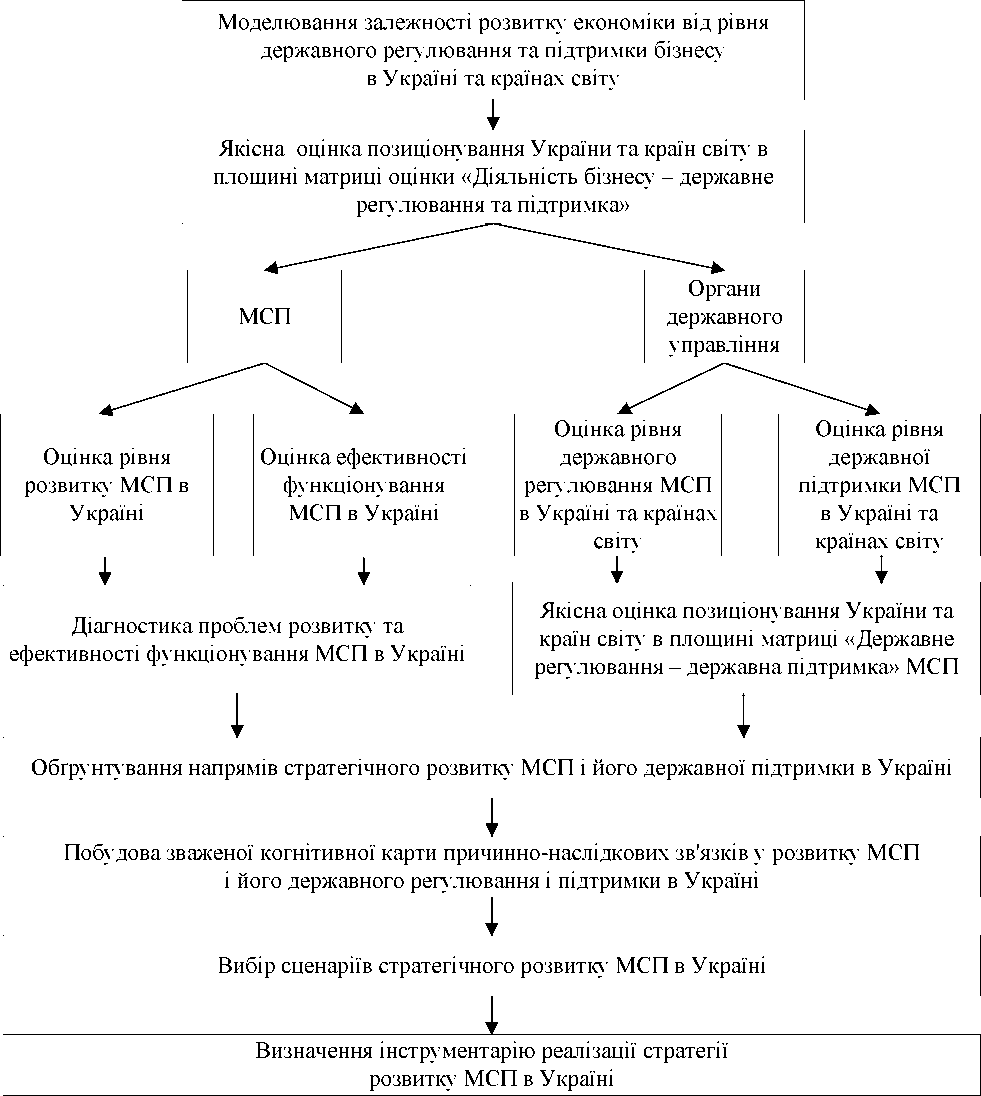 Моделювання залежності розвитку економіки від рівня
державного регулювання та підтримки бізнесу
в Україні та країнах світу
Якісна оцінка позиціонування України та країн світу в
площині матриці оцінки «Діяльність бізнесу – державне
регулювання та підтримка»
МСП
Органи
державного
управління
Оцінка рівня
розвитку МСП в
Україні
Оцінка ефективності
функціонування
МСП в Україні
Оцінка рівня
державного
регулювання МСП
в Україні та країнах
світу
Оцінка рівня
державної
підтримки МСП
в Україні та
країнах світу
Діагностика проблем розвитку та
ефективності функціонування МСП в Україні
Якісна оцінка позиціонування України та
країн світу в площині матриці «Державне
регулювання – державна підтримка» МСП
Обґрунтування напрямів стратегічного розвитку МСП і його державної підтримки в Україні
Побудова зваженої когнітивної карти причинно-наслідкових зв'язків у розвитку МСП
і його державного регулювання і підтримки в Україні
Вибір сценаріїв стратегічного розвитку МСП в Україні
Визначення інструментарію реалізації стратегії
розвитку МСП в Україні